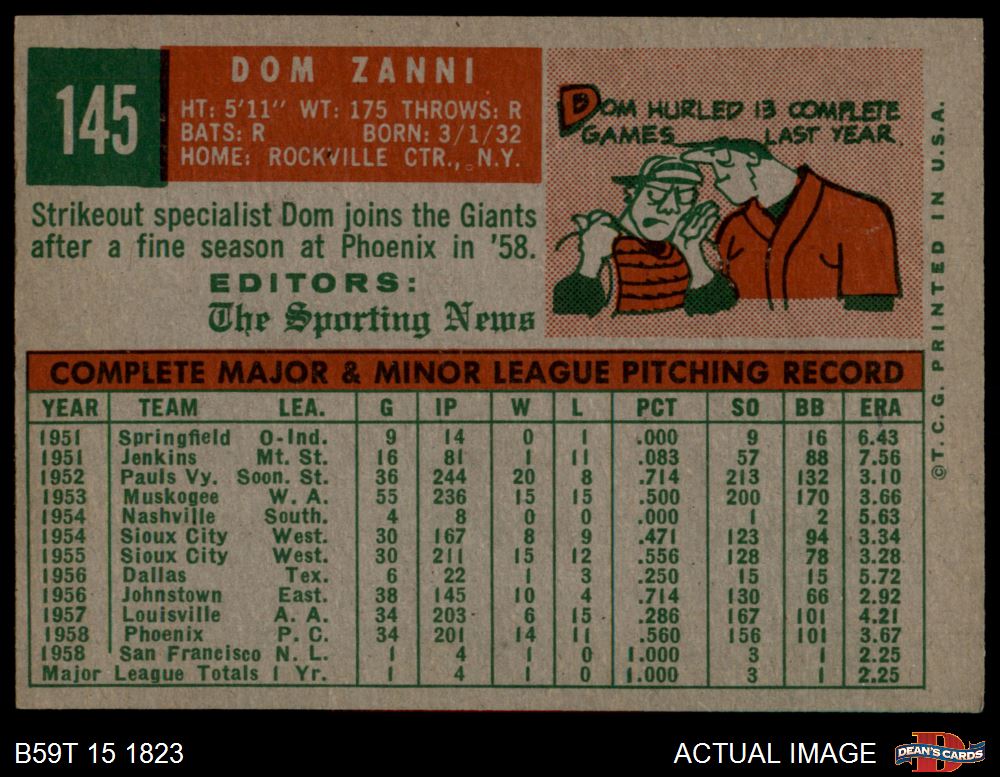 145
DOM ZANNI
HT: 5'11" WT: 175 THROWS: R
BATS: R BORN: 3/1/32
HOME: ROCKVILLE CTR., N.Y.
DOM HURLED 13 COMPLETE
GAMES LAST YEAR.
Strikeout specialist Dom joins the Giants
after a fine season at Phoenix in '58.
EDITORS:
The Sporting News
©T.C.G. PRINTED IN U.S.A.
COMPLETE MAJOR & MINOR LEAGUE PITCHING RECORD
YEAR TEAM LEA. G IP W L PCT SO BB ERA
1951 Springfield O-Ind. 9 14 0 1 .000 9 16 6.43
1951 Jenkins Mt. St. 16 81 1 11 .083 57 88 7.56
1952 Pauls Vy. Soon. St. 36 244 20 8 .714 213 132 3.10
1953 Muskogee W. A. 55 236 15 15 .500 200 170 3.66
1954 Nashville South. 4 8 0 0 .000 1 2 5.63
1954 Sioux City West. 30 167 8 9 .471 123 94 3.34
1955 Sioux City West. 30 211 15 12 .556 128 78 3.28
1956 Dallas Tex. 6 22 1 3 .250 15 15 5.72
1956 Johnstown East. 38 145 10 4 .714 130 66 2.92
1957 Louisville A. A. 34 203 6 15 .286 167 101 4.21
1958 Phoenix P. C. 34 201 14 11 .560 156 101 3.67
1958 San Francisco N. L. 1 4 1 0 1.000 3 1 2.25
Major League Totals 1 Yr. 1 4 1 0 1.000 3 1 2.25
B59T 15 1823
ACTUAL IMAGE
D
DEAN'S CARDS